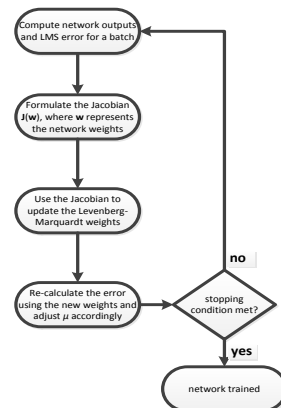 Compute network outputs
and LMS error for a batch
Formulate the Jacobian
J(w), where w represents
the network weights
Use the Jacobian to
update the Levenberg-
Marquardt weights
Re-calculate the error
using the new weights and
adjust μ accordingly
no
stopping
condition met?
yes
network trained